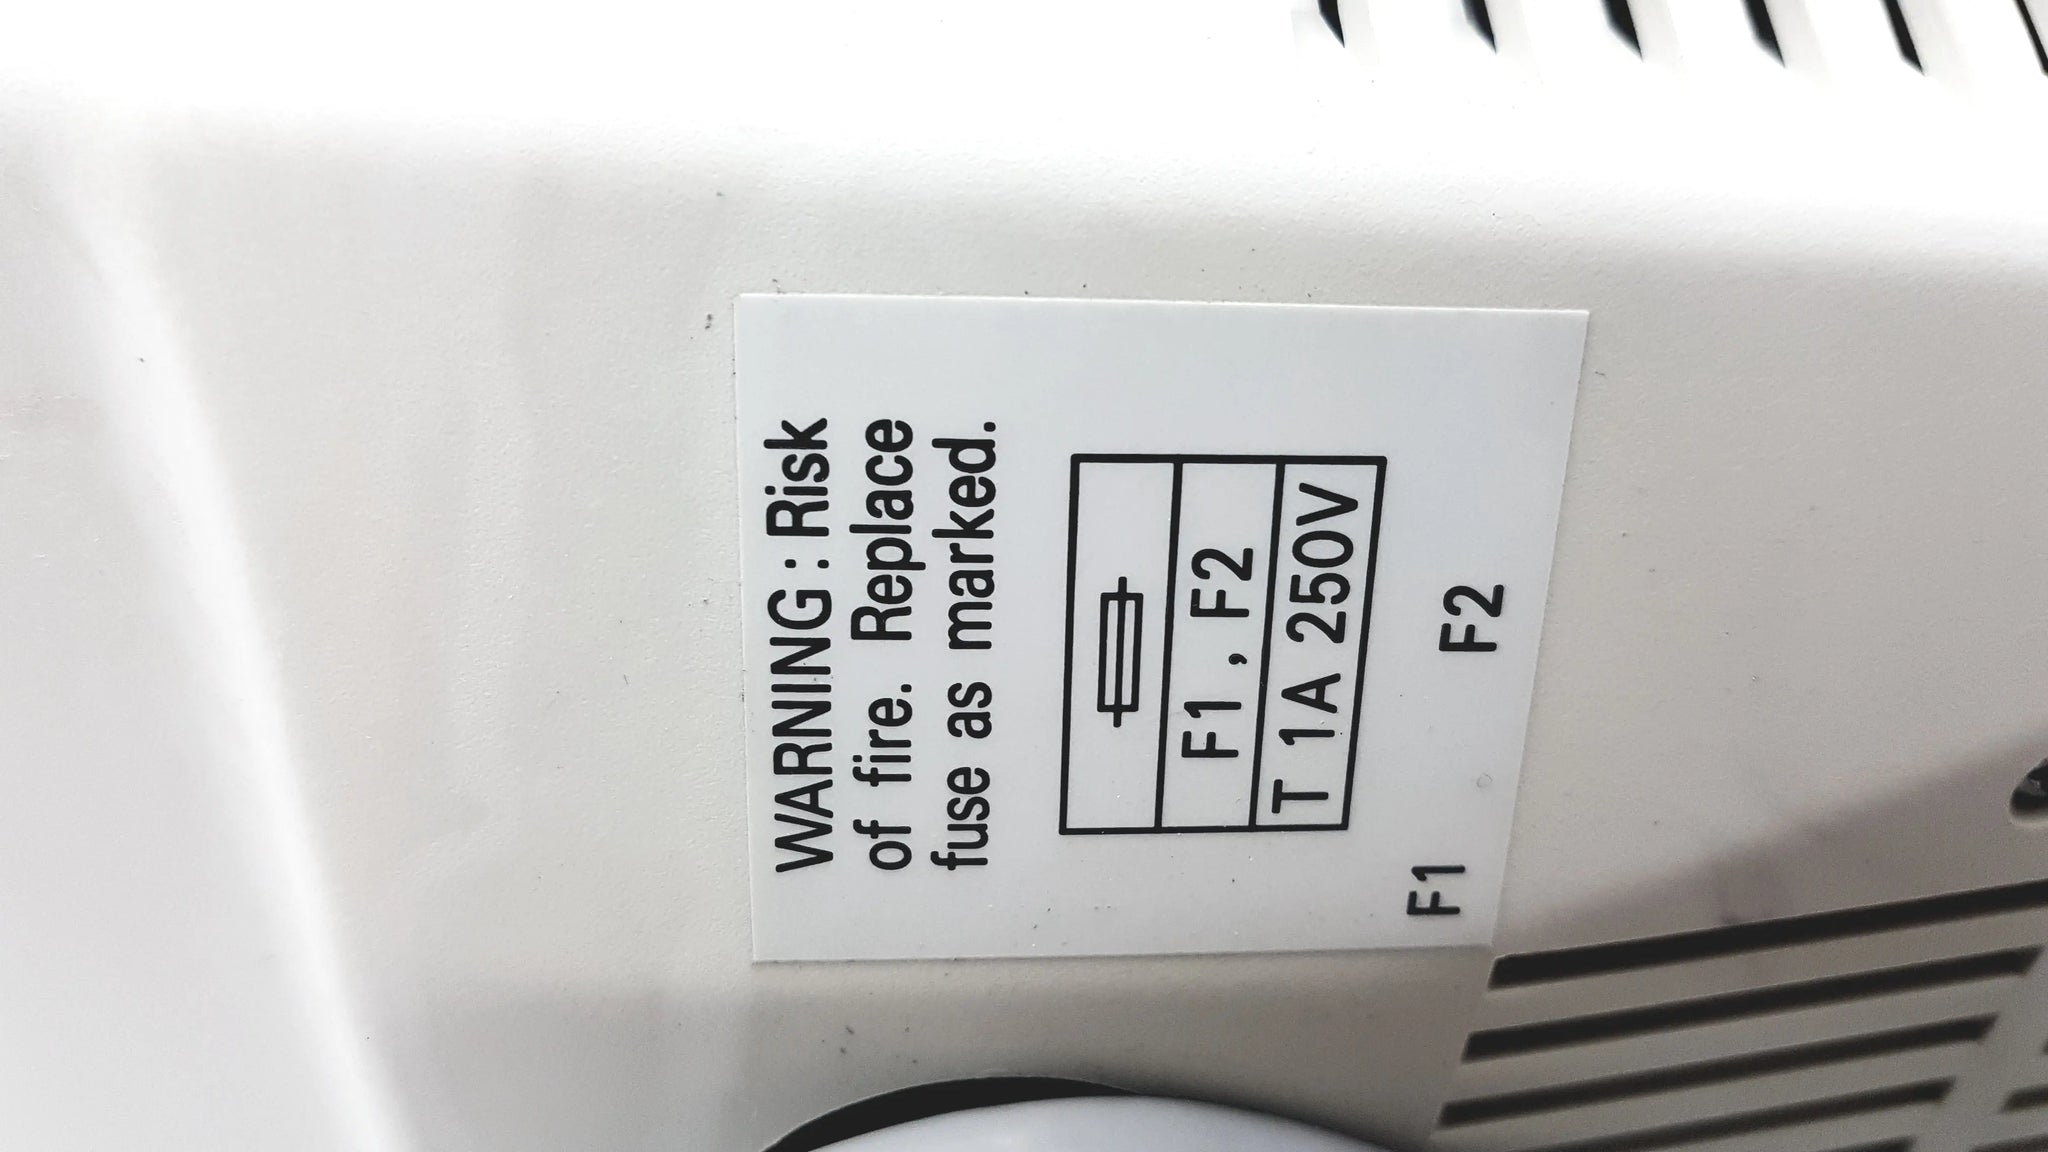 WARNING : Risk
of fire. Replace
fuse as marked.
F1 , F2
T 1A 250V
F1 F2